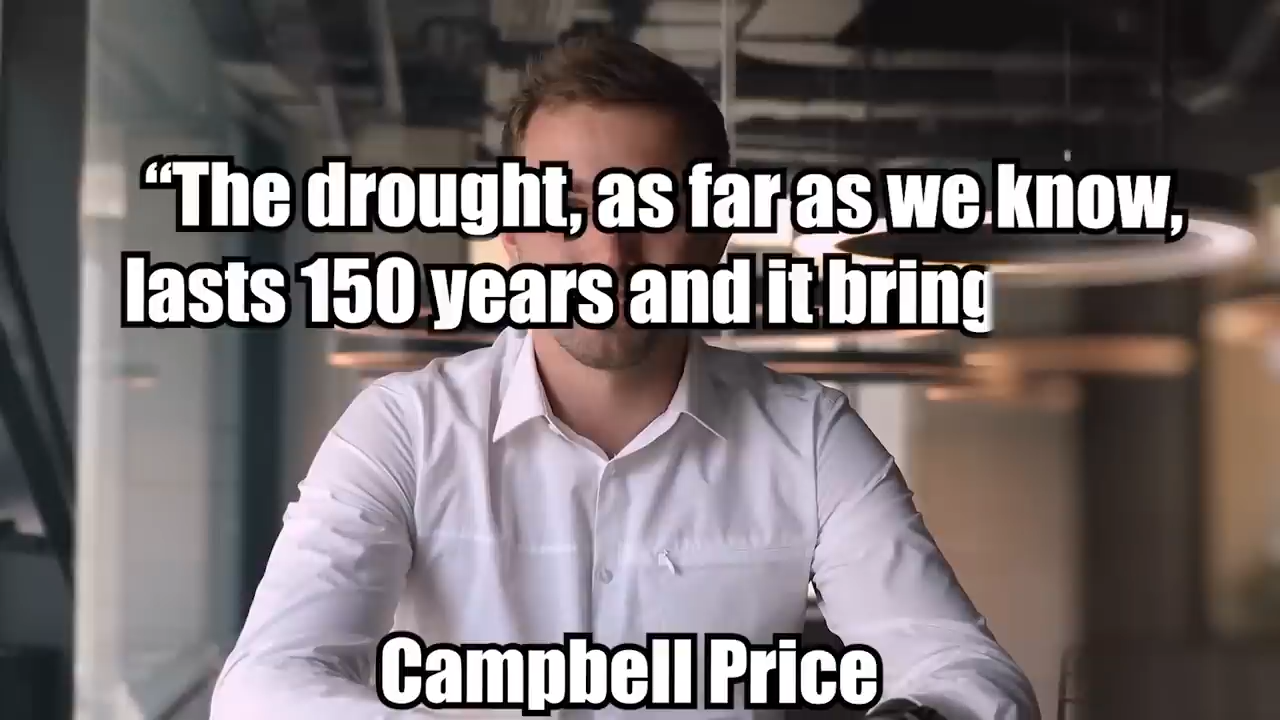 “The drought, as far as we know,
lasts 150 years and it bring
Campbell Price